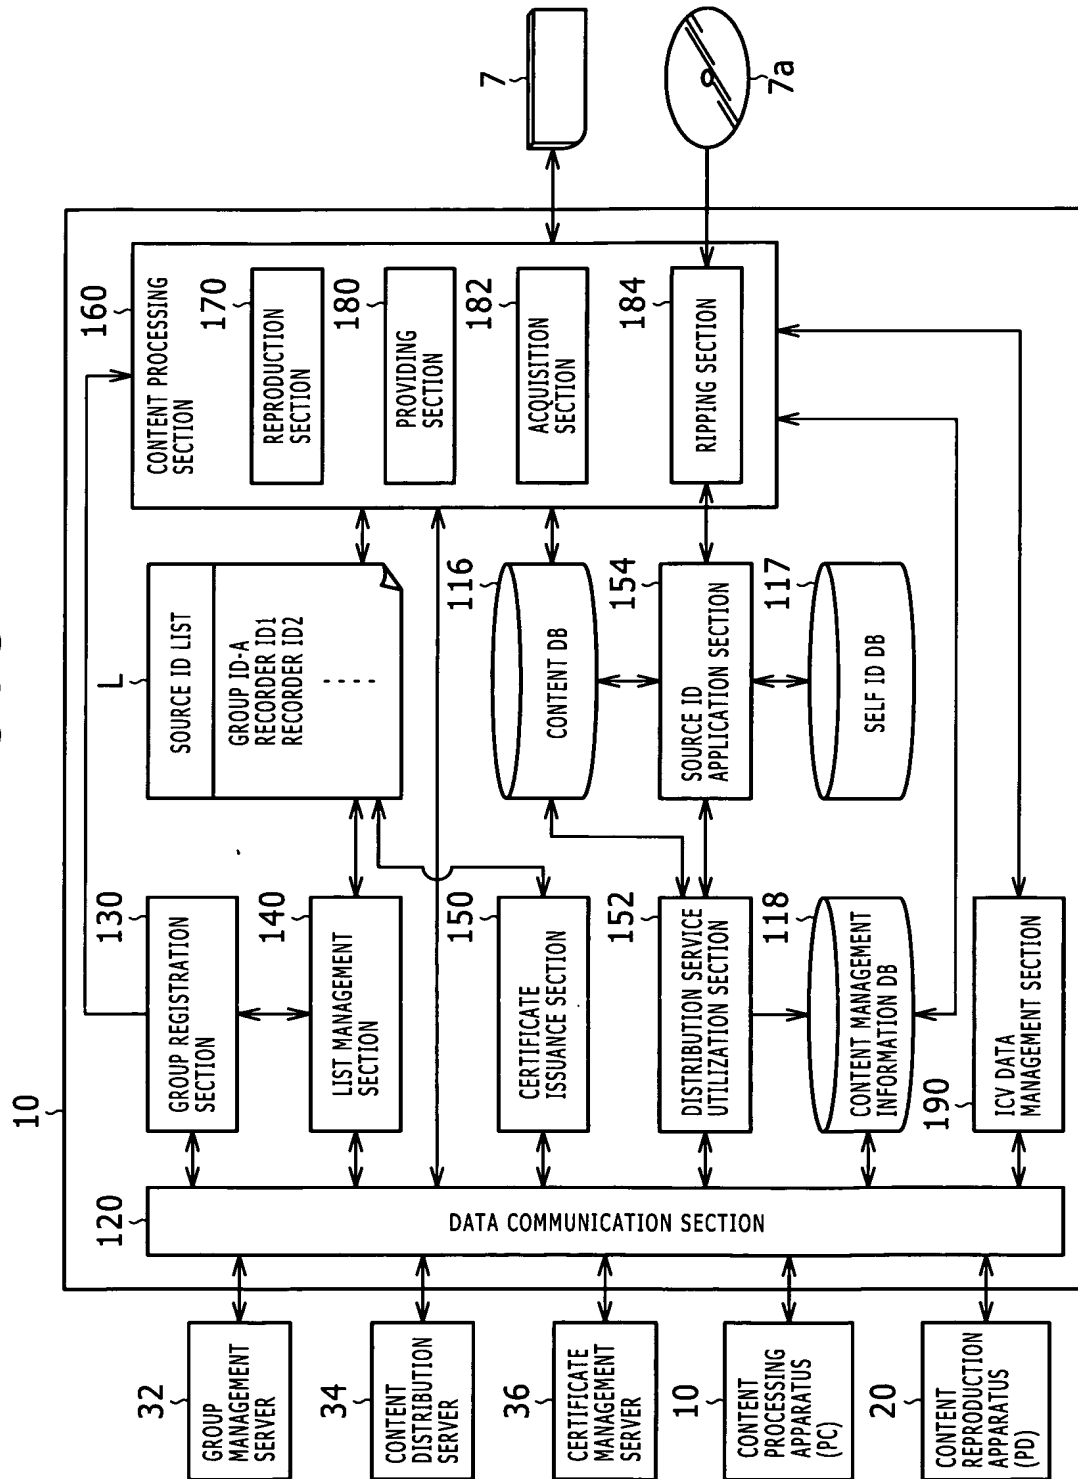 20
CONTENT
REPRODUCTION
APPARATUS
(PD)
10
CONTENT
PROCESSING
APPARATUS
(PC)
36
CERTIFICATE
MANAGEMENT
SERVER
34
CONTENT
DISTRIBUTION
SERVER
32
GROUP
MANAGEMENT
SERVER
10
120
DATA COMMUNICATION SECTION
190
ICV DATA
MANAGEMENT SECTION
118
CONTENT MANAGEMENT
INFORMATION DB
152
DISTRIBUTION SERVICE
UTILIZATION SECTION
150
CERTIFICATE
ISSUANCE SECTION
140
LIST MANAGEMENT
SECTION
130
GROUP REGISTRATION
SECTION
117
SELF ID DB
154
SOURCE ID
APPLICATION SECTION
116
CONTENT DB
L
SOURCE ID LIST
GROUP ID-A
RECORDER ID1
RECORDER ID2
160
CONTENT PROCESSING
SECTION
184
RIPPING SECTION
182
ACQUISITION
SECTION
180
PROVIDING
SECTION
170
REPRODUCTION
SECTION
7
7a